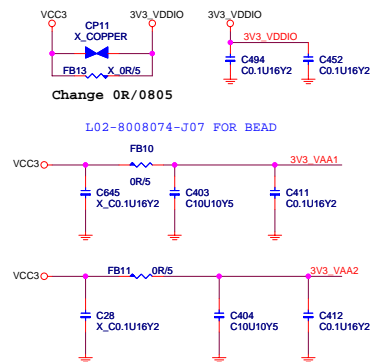 VCC3 3V3_VDDIO 3V3_VDDIO
CP11
X_COPPER
3V3_VDDIO
FB13 X_0R/5
C494 C452
C0.1U16Y2 C0.1U16Y2
Change 0R/0805
L02-8008074-J07 FOR BEAD
FB10
VCC3 3V3_VAA1
0R/5
C645 C403 C411
X_C0.1U16Y2 C10U10Y5 X_C0.1U16Y2
VCC3 FB11 0R/5 3V3_VAA2
C28 C404 C412
X_C0.1U16Y2 C10U10Y5 X_C0.1U16Y2